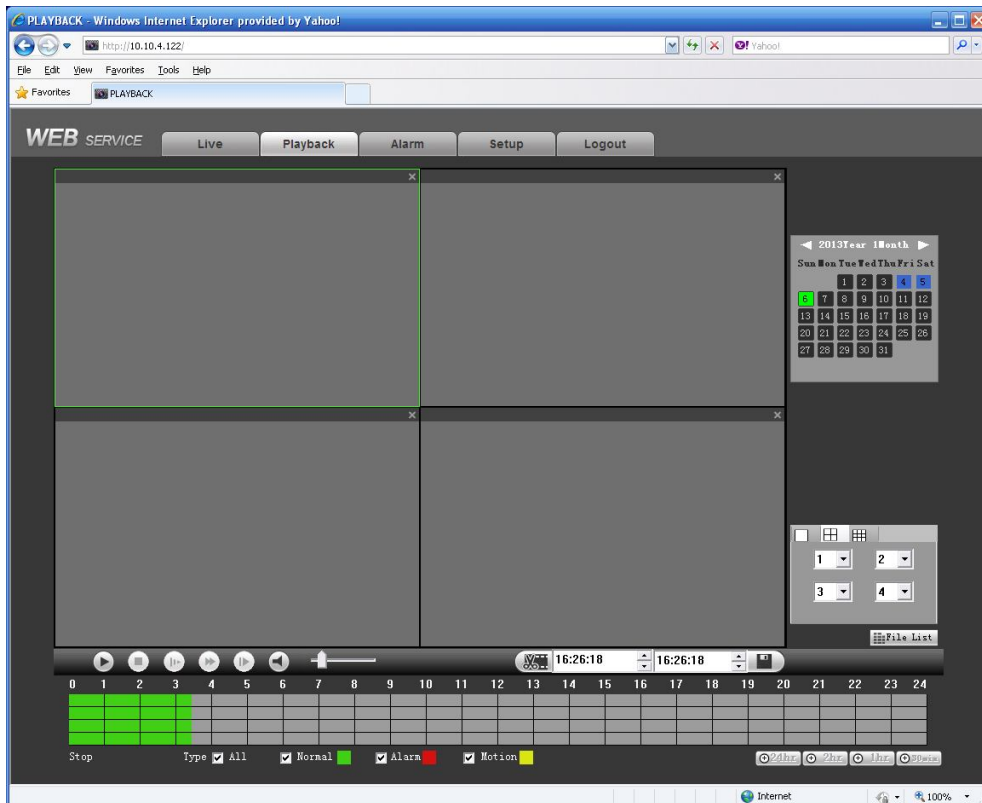 PLAYBACK - Windows Internet Explorer provided by Yahoo!
http://10.10.4.122/
Yahoo!
File Edit View Favorites Tools Help
Favorites PLAYBACK
WEB SERVICE Live Playback Alarm Setup Logout
2013Year 1Month
Sun Mon Tue Wed Thu Fri Sat
1 2 3 4 5
6 7 8 9 10 11 12
13 14 15 16 17 18 19
20 21 22 23 24 25 26
27 28 29 30 31
1 2
3 4
File List
16:26:18 16:26:18
0 1 2 3 4 5 6 7 8 9 10 11 12 13 14 15 16 17 18 19 20 21 22 23 24
Stop Type All Normal Alarm Motion
24hr 2hr 1hr 30min
Internet 100%